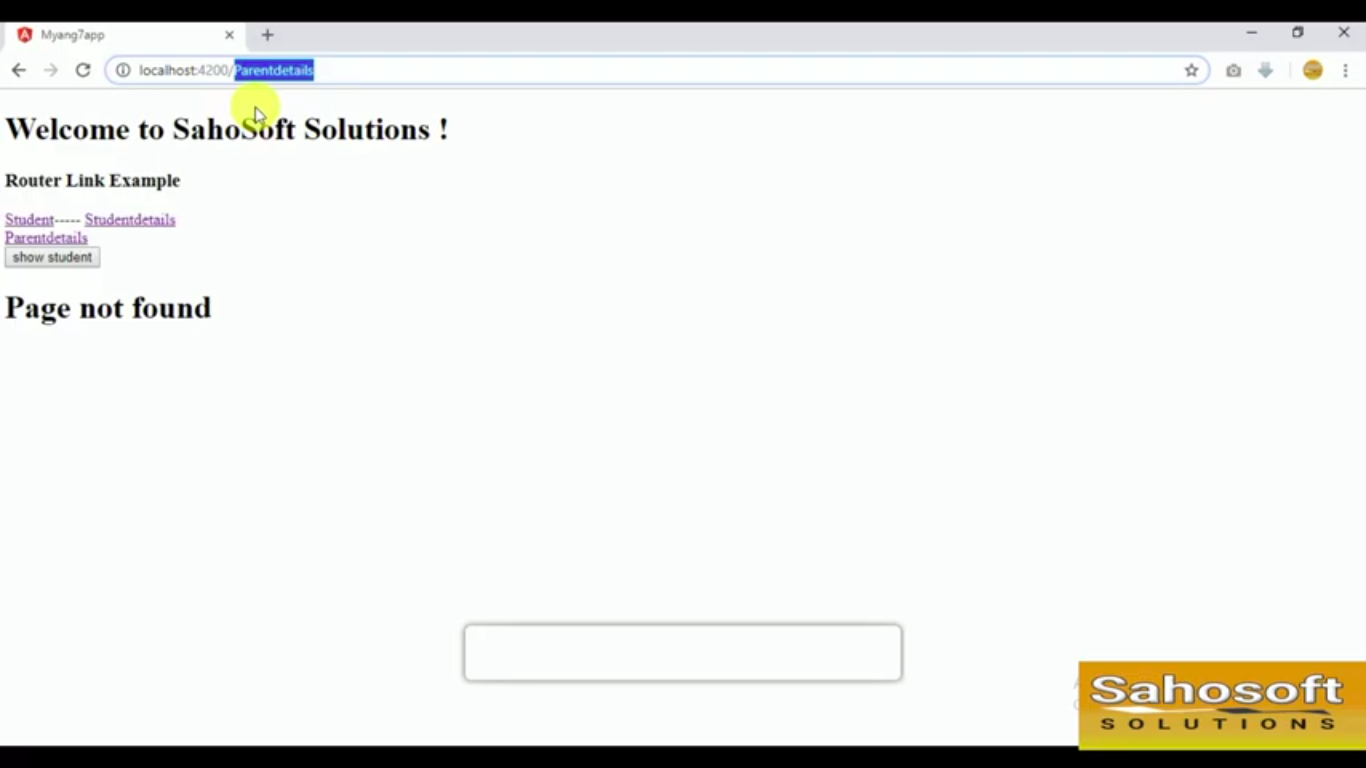 Myang7app
localhost:4200/Parentdetails
Welcome to SahoSoft Solutions !
Router Link Example
Student----- Studentdetails
Parentdetails
show student
Page not found
Sahosoft
SOLUTIONS